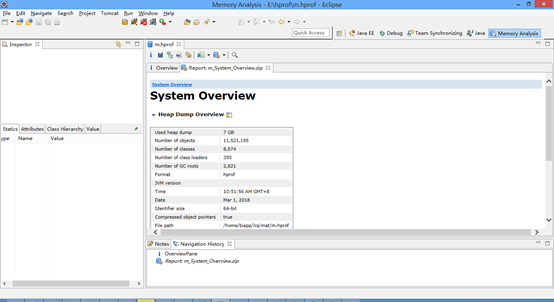 Memory Analysis - E:\hprof\m.hprof - Eclipse
File Edit Navigate Search Project Tomcat Run Window Help
Quick Access
Java EE Debug Team Synchronizing Java Memory Analysis
Inspector
m.hprof
Overview Report: m_System_Overview.zip
System Overview
System Overview
Heap Dump Overview
Used heap dump 7 GB
Number of objects 11,521,195
Number of classes 8,574
Number of class loaders 355
Number of GC roots 2,821
Format hprof
JVM version
Time 10:51:56 AM GMT+8
Date Mar 1, 2018
Identifier size 64-bit
Compressed object pointers true
File path /home/biapp/ics/mat/m.hprof
Statics Attributes Class Hierarchy Value
ype Name Value
Notes Navigation History
OverviewPane
Report: m_System_Overview.zip